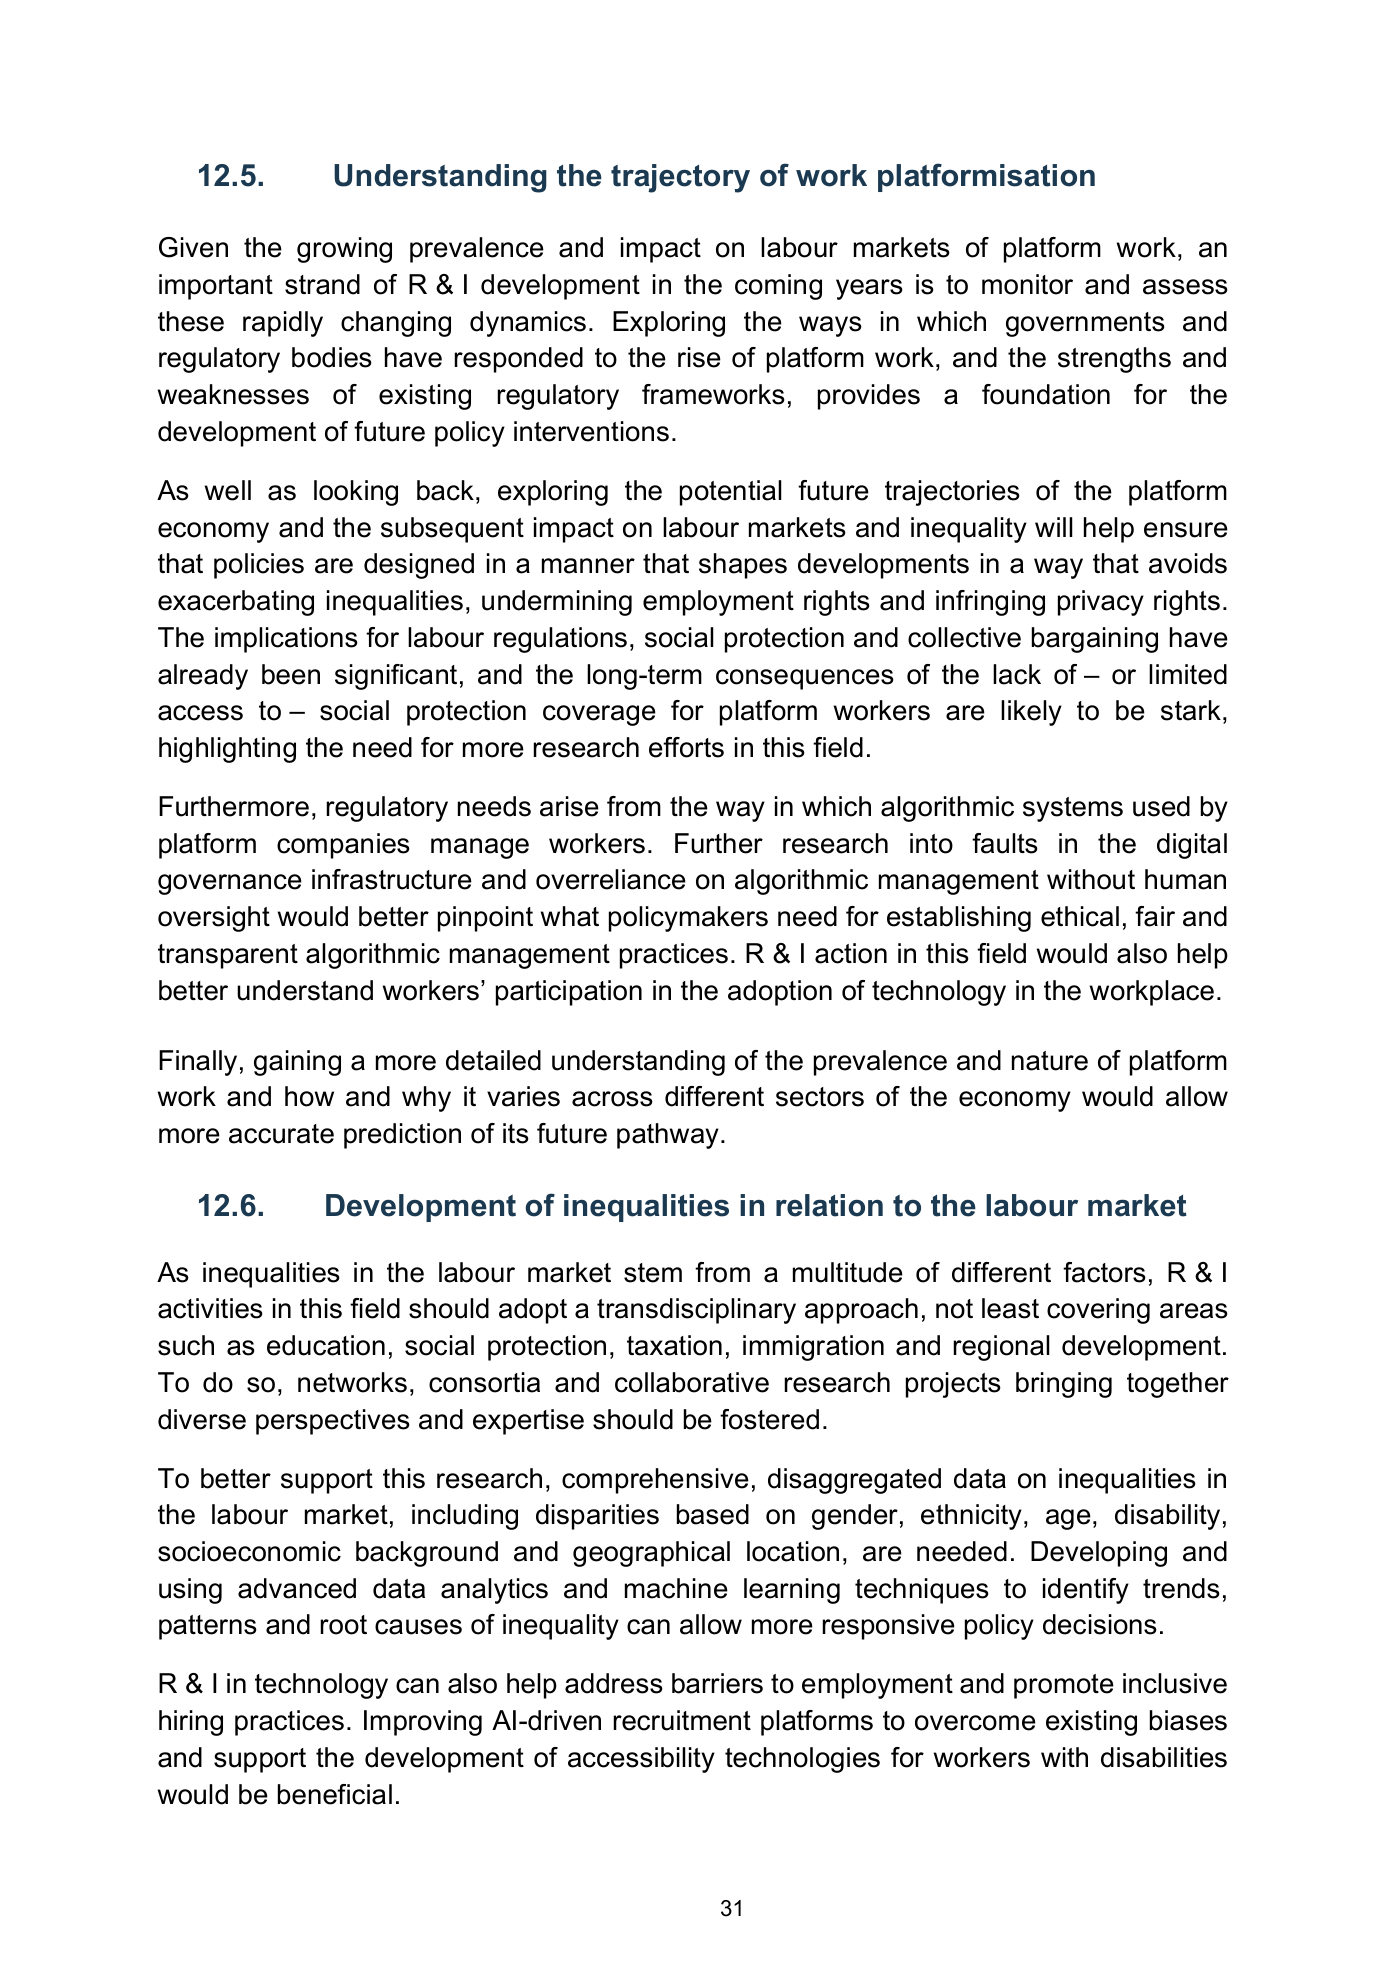 12.5. Understanding the trajectory of work platformisation
Given the growing prevalence and impact on labour markets of platform work, an
important strand of R & I development in the coming years is to monitor and assess
these rapidly changing dynamics. Exploring the ways in which governments and
regulatory bodies have responded to the rise of platform work, and the strengths and
weaknesses of existing regulatory frameworks, provides a foundation for the
development of future policy interventions.
As well as looking back, exploring the potential future trajectories of the platform
economy and the subsequent impact on labour markets and inequality will help ensure
that policies are designed in a manner that shapes developments in a way that avoids
exacerbating inequalities, undermining employment rights and infringing privacy rights.
The implications for labour regulations, social protection and collective bargaining have
already been significant, and the long-term consequences of the lack of – or limited
access to – social protection coverage for platform workers are likely to be stark,
highlighting the need for more research efforts in this field.
Furthermore, regulatory needs arise from the way in which algorithmic systems used by
platform companies manage workers. Further research into faults in the digital
governance infrastructure and overreliance on algorithmic management without human
oversight would better pinpoint what policymakers need for establishing ethical, fair and
transparent algorithmic management practices. R & I action in this field would also help
better understand workers’ participation in the adoption of technology in the workplace.
Finally, gaining a more detailed understanding of the prevalence and nature of platform
work and how and why it varies across different sectors of the economy would allow
more accurate prediction of its future pathway.
12.6. Development of inequalities in relation to the labour market
As inequalities in the labour market stem from a multitude of different factors, R & I
activities in this field should adopt a transdisciplinary approach, not least covering areas
such as education, social protection, taxation, immigration and regional development.
To do so, networks, consortia and collaborative research projects bringing together
diverse perspectives and expertise should be fostered.
To better support this research, comprehensive, disaggregated data on inequalities in
the labour market, including disparities based on gender, ethnicity, age, disability,
socioeconomic background and geographical location, are needed. Developing and
using advanced data analytics and machine learning techniques to identify trends,
patterns and root causes of inequality can allow more responsive policy decisions.
R & I in technology can also help address barriers to employment and promote inclusive
hiring practices. Improving AI-driven recruitment platforms to overcome existing biases
and support the development of accessibility technologies for workers with disabilities
would be beneficial.
31